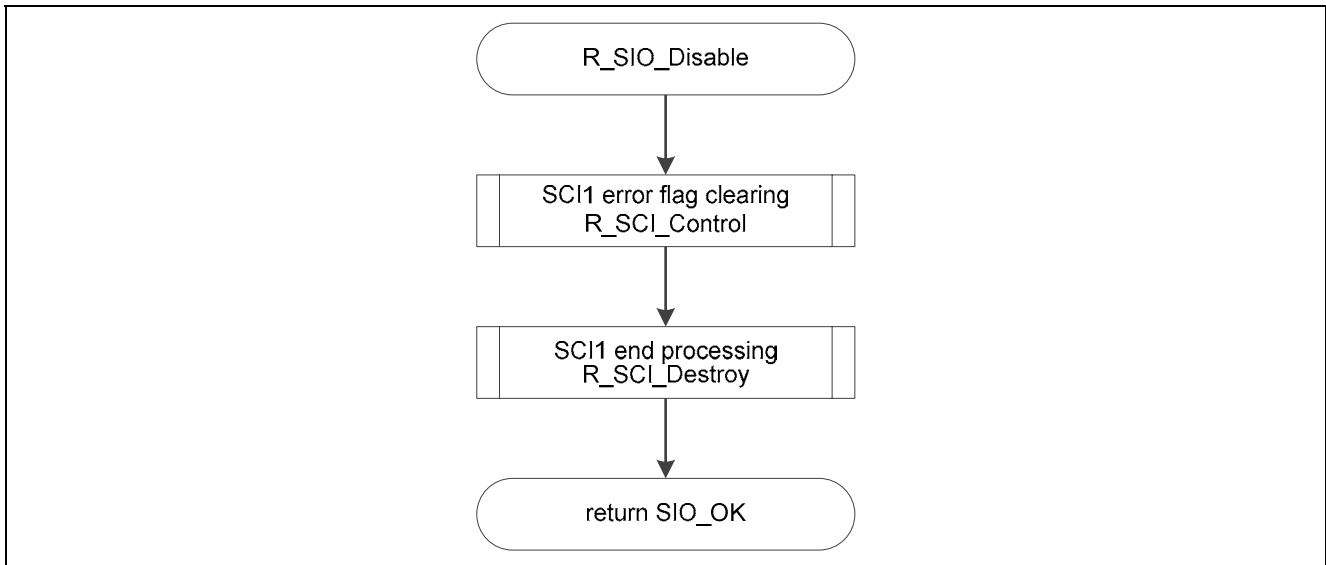 R_SIO_Disable
SCI1 error flag clearing
R_SCI_Control
SCI1 end processing
R_SCI_Destroy
return SIO_OK